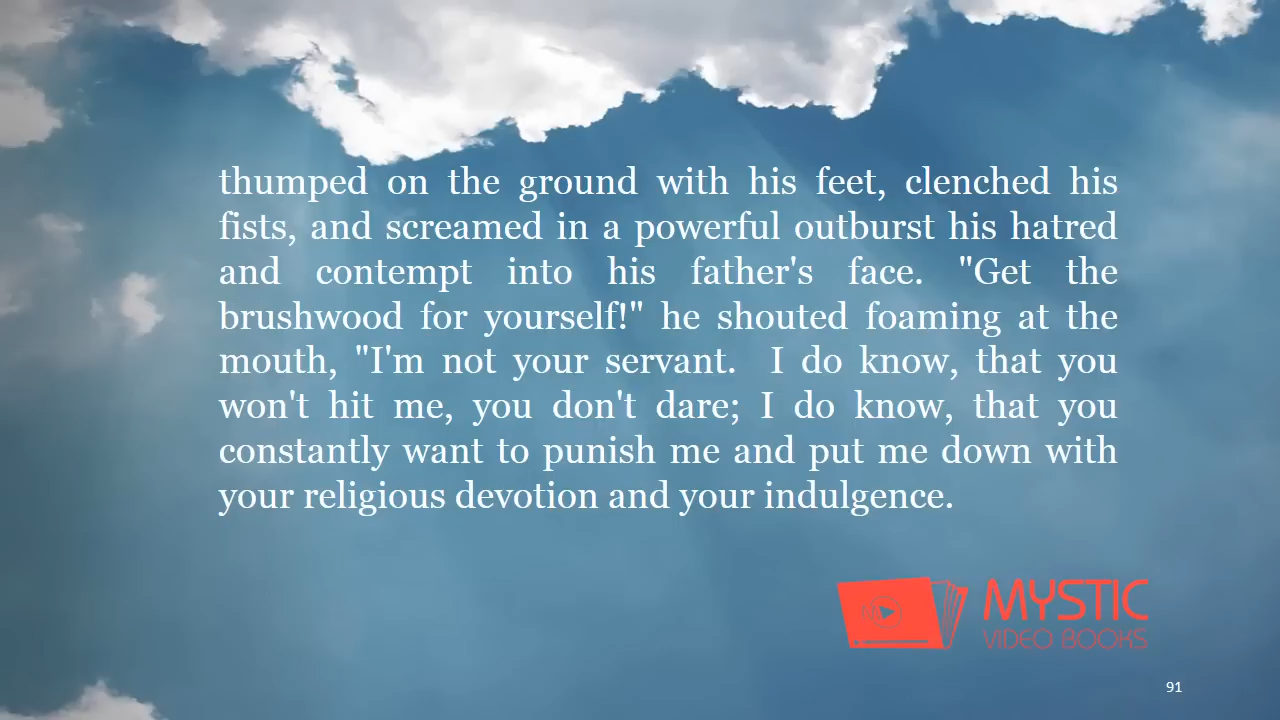 thumped on the ground with his feet, clenched his
fists, and screamed in a powerful outburst his hatred
and contempt into his father's face. "Get the
brushwood for yourself!" he shouted foaming at the
mouth, "I'm not your servant.  I do know, that you
won't hit me, you don't dare; I do know, that you
constantly want to punish me and put me down with
your religious devotion and your indulgence.
MYSTIC
VIDEO BOOKS
91